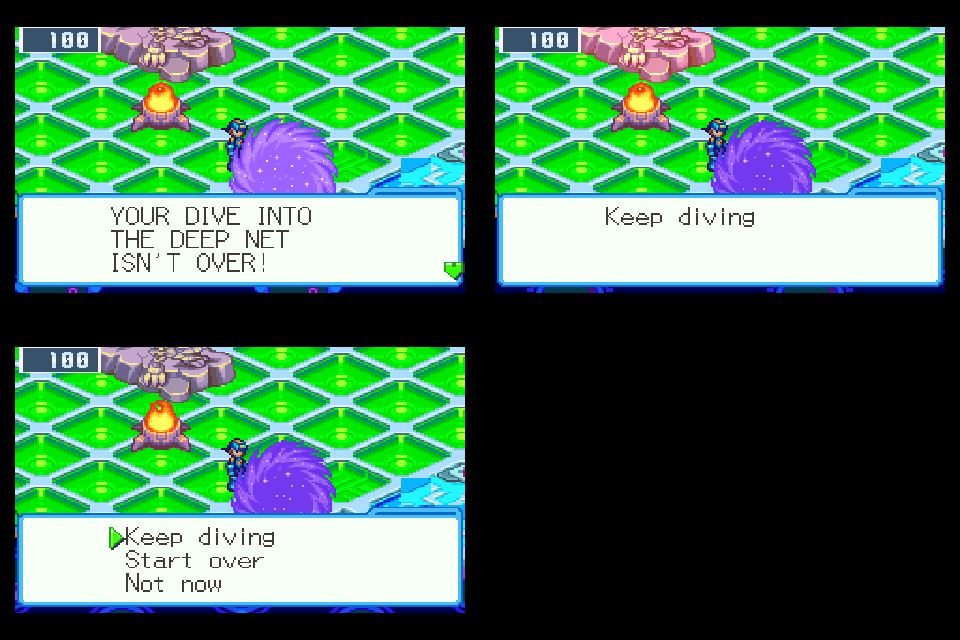 100
YOUR DIVE INTO
THE DEEP NET
ISN'T OVER!
100
Keep diving
100
Keep diving
Start over
Not now